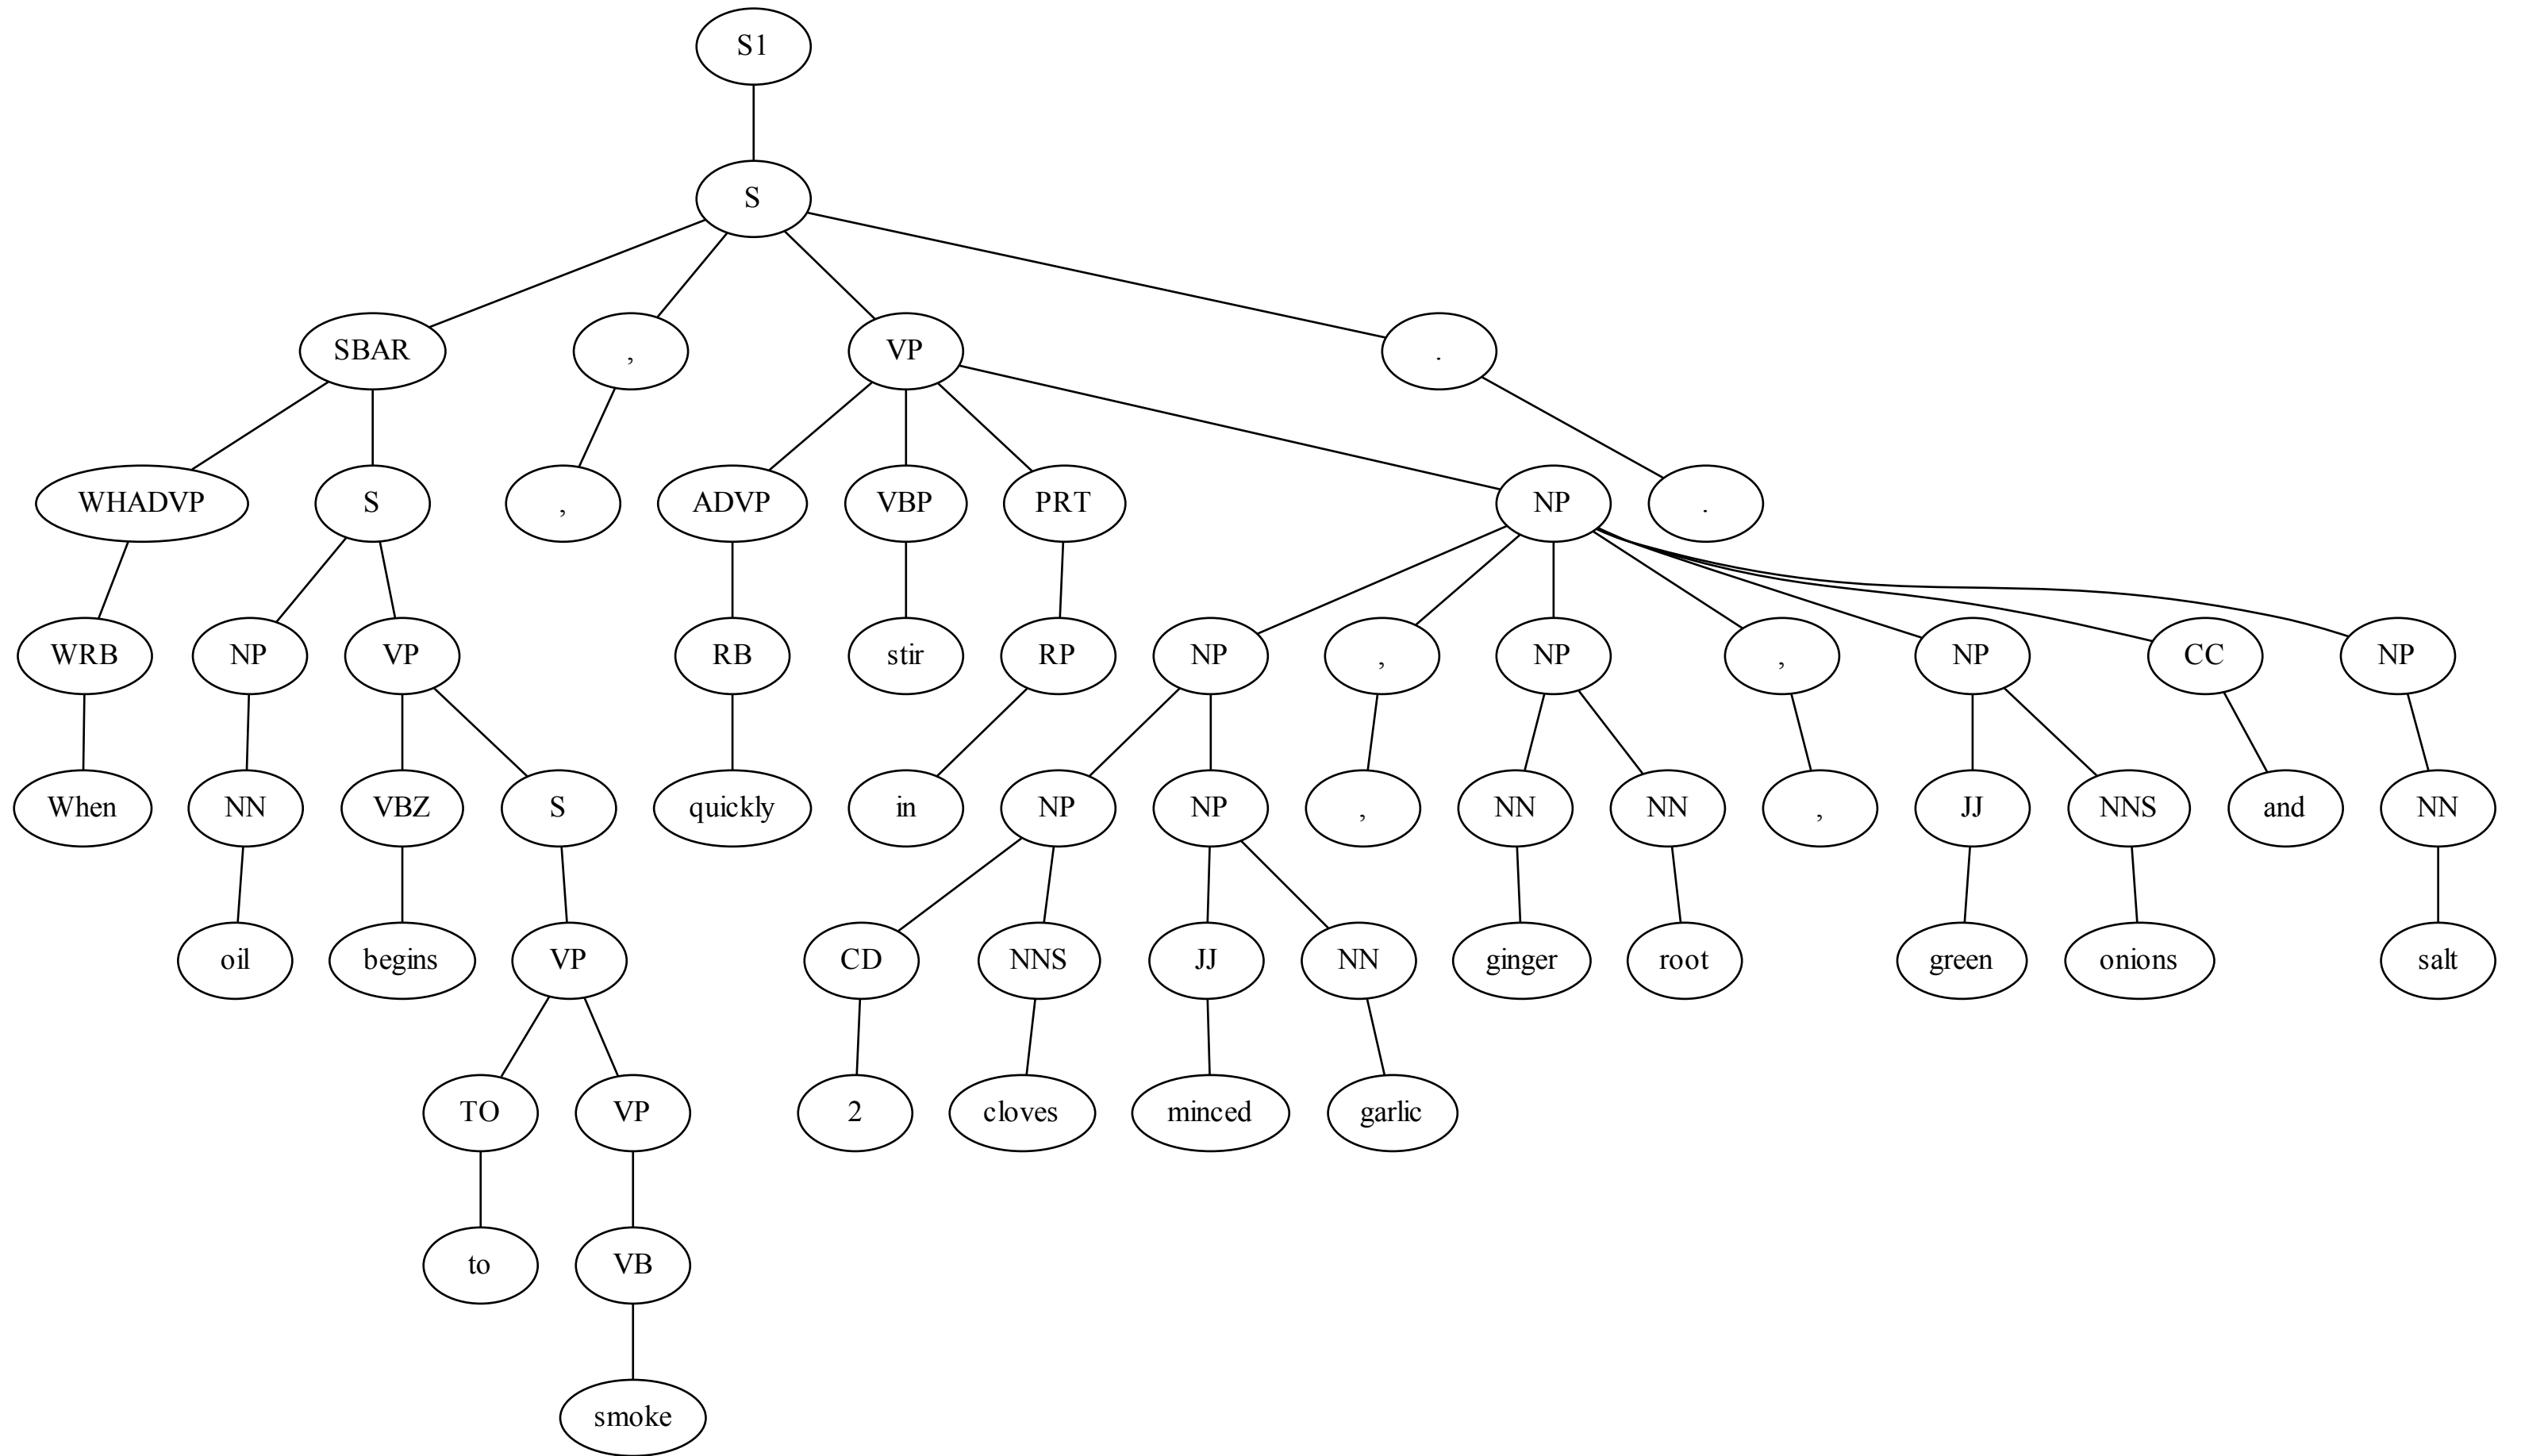 S1
S
SBAR , VP .
WHADVP S , ADVP VBP PRT NP .
WRB NP VP RB stir RP NP , NP , NP CC NP
When NN VBZ S quickly in NP NP , NN NN , JJ NNS and NN
oil begins VP CD NNS JJ NN ginger root green onions salt
TO VP 2 cloves minced garlic
to VB
smoke